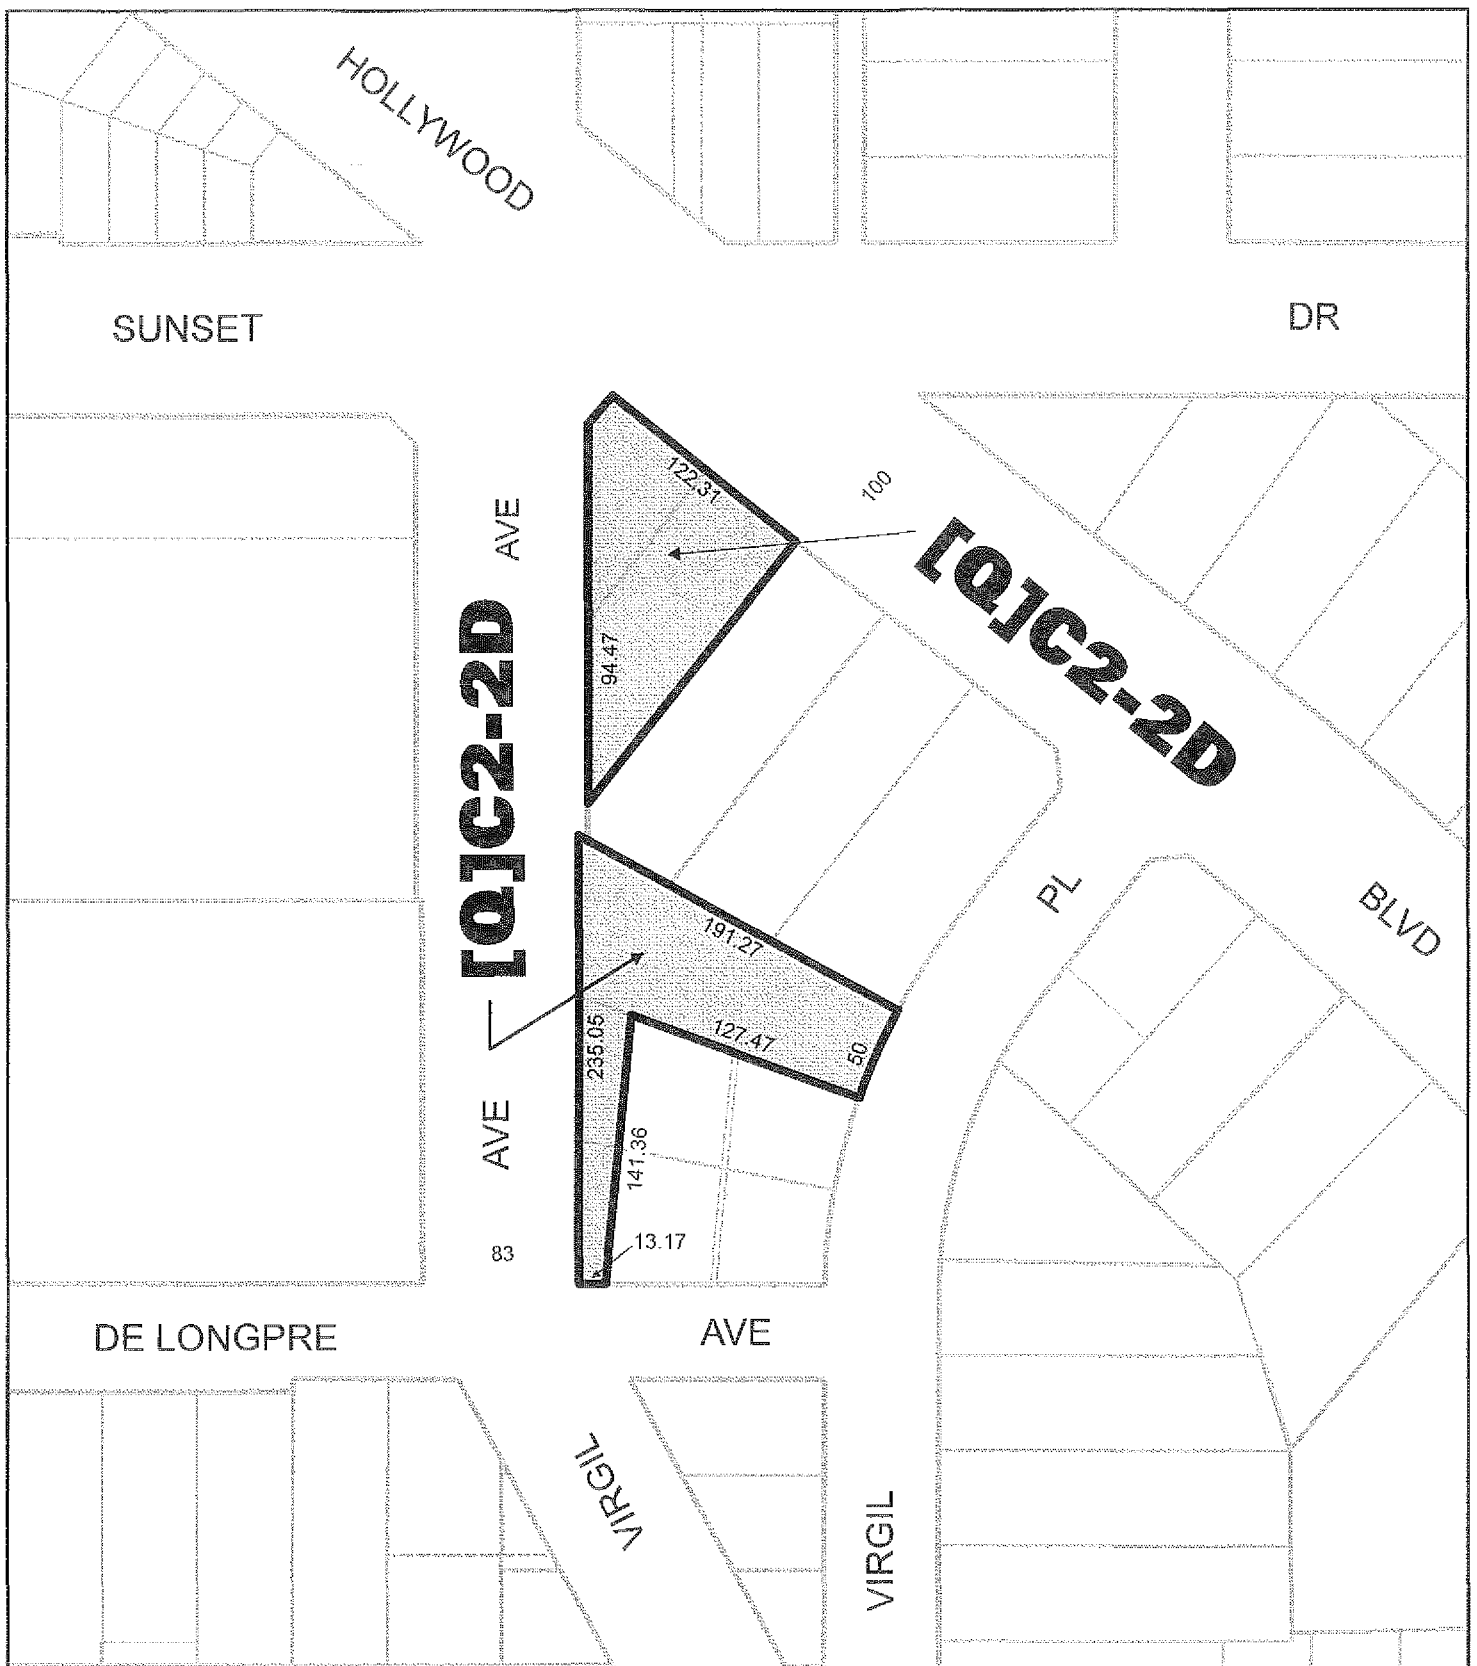 HOLLYWOOD
SUNSET
DR
122.31
100
AVE
[Q]C2-2D
[Q]C2-2D
94.47
191.27
PL
BLVD
235.05
127.47
50
AVE
141.36
13.17
83
DE LONGPRE
AVE
VIRGIL
VIRGIL